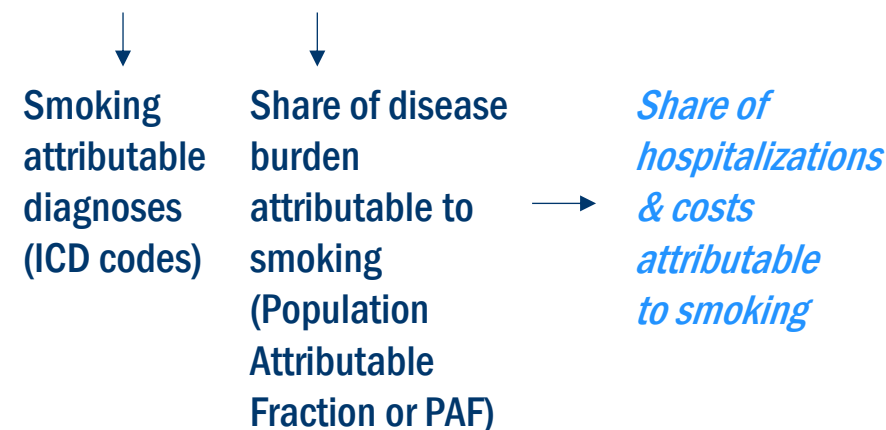 Smoking
attributable
diagnoses
(ICD codes)
Share of disease
burden
attributable to
smoking
(Population
Attributable
Fraction or PAF)
Share of
hospitalizations
& costs
attributable
to smoking